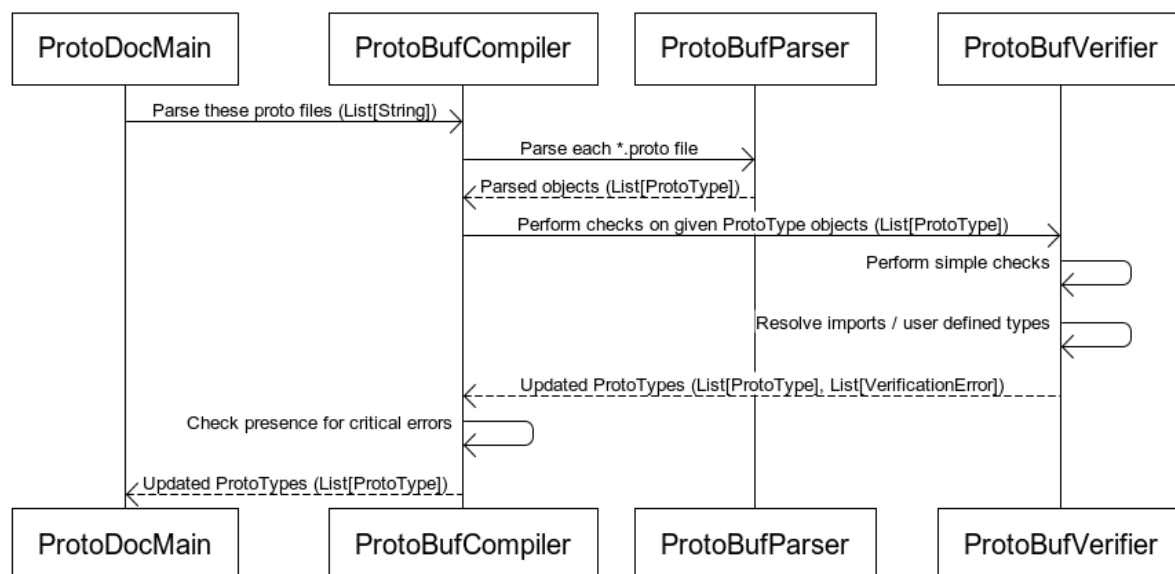 ProtoDocMain
ProtoBufCompiler
ProtoBufParser
ProtoBufVerifier
Parse these proto files (List[String])
Parse each *.proto file
Parsed objects (List[ProtoType])
Perform checks on given ProtoType objects (List[ProtoType])
Perform simple checks
Resolve imports / user defined types
Updated ProtoTypes (List[ProtoType], List[VerificationError])
Check presence for critical errors
Updated ProtoTypes (List[ProtoType])
ProtoDocMain
ProtoBufCompiler
ProtoBufParser
ProtoBufVerifier